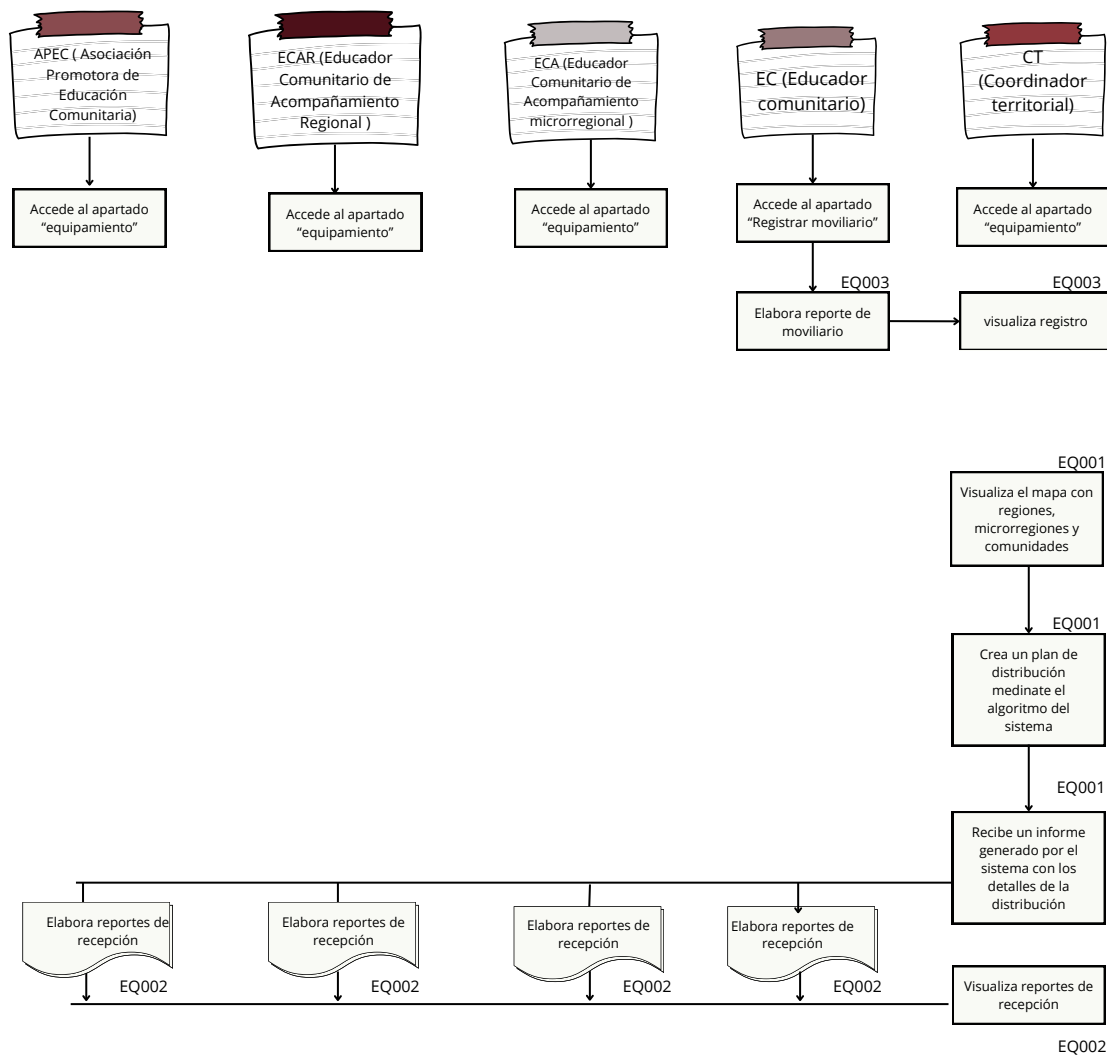 APEC ( Asociación
Promotora de
Educación
Comunitaria)
ECAR (Educador
Comunitario de
Acompañamiento
Regional )
ECA (Educador
Comunitario de
Acompañamiento
microrregional )
EC (Educador
comunitario)
CT
(Coordinador
territorial)
Accede al apartado
“equipamiento”
Accede al apartado
“equipamiento”
Accede al apartado
“equipamiento”
Accede al apartado
“Registrar moviliario”
Accede al apartado
“equipamiento”
EQ003
Elabora reporte de
moviliario
EQ003
visualiza registro
EQ001
Visualiza el mapa con
regiones,
microrregiones y
comunidades
EQ001
Crea un plan de
distribución
medinate el
algoritmo del
sistema
EQ001
Recibe un informe
generado por el
sistema con los
detalles de la
distribución
Elabora reportes de
recepción
EQ002
Elabora reportes de
recepción
EQ002
Elabora reportes de
recepción
EQ002
Elabora reportes de
recepción
EQ002
Visualiza reportes de
recepción
EQ002